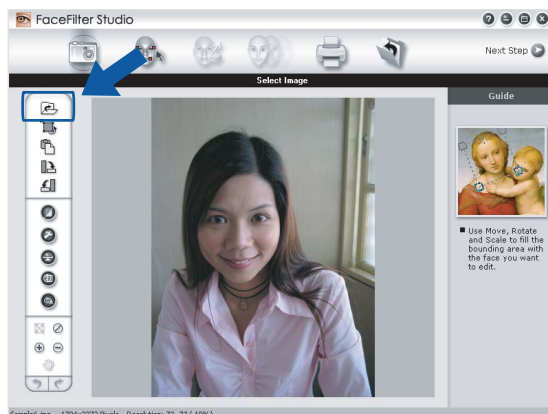 FaceFilter Studio
Next Step
Select Image
Guide
Use Move, Rotate
and Scale to fill the
bounding area with
the face you want
to edit.